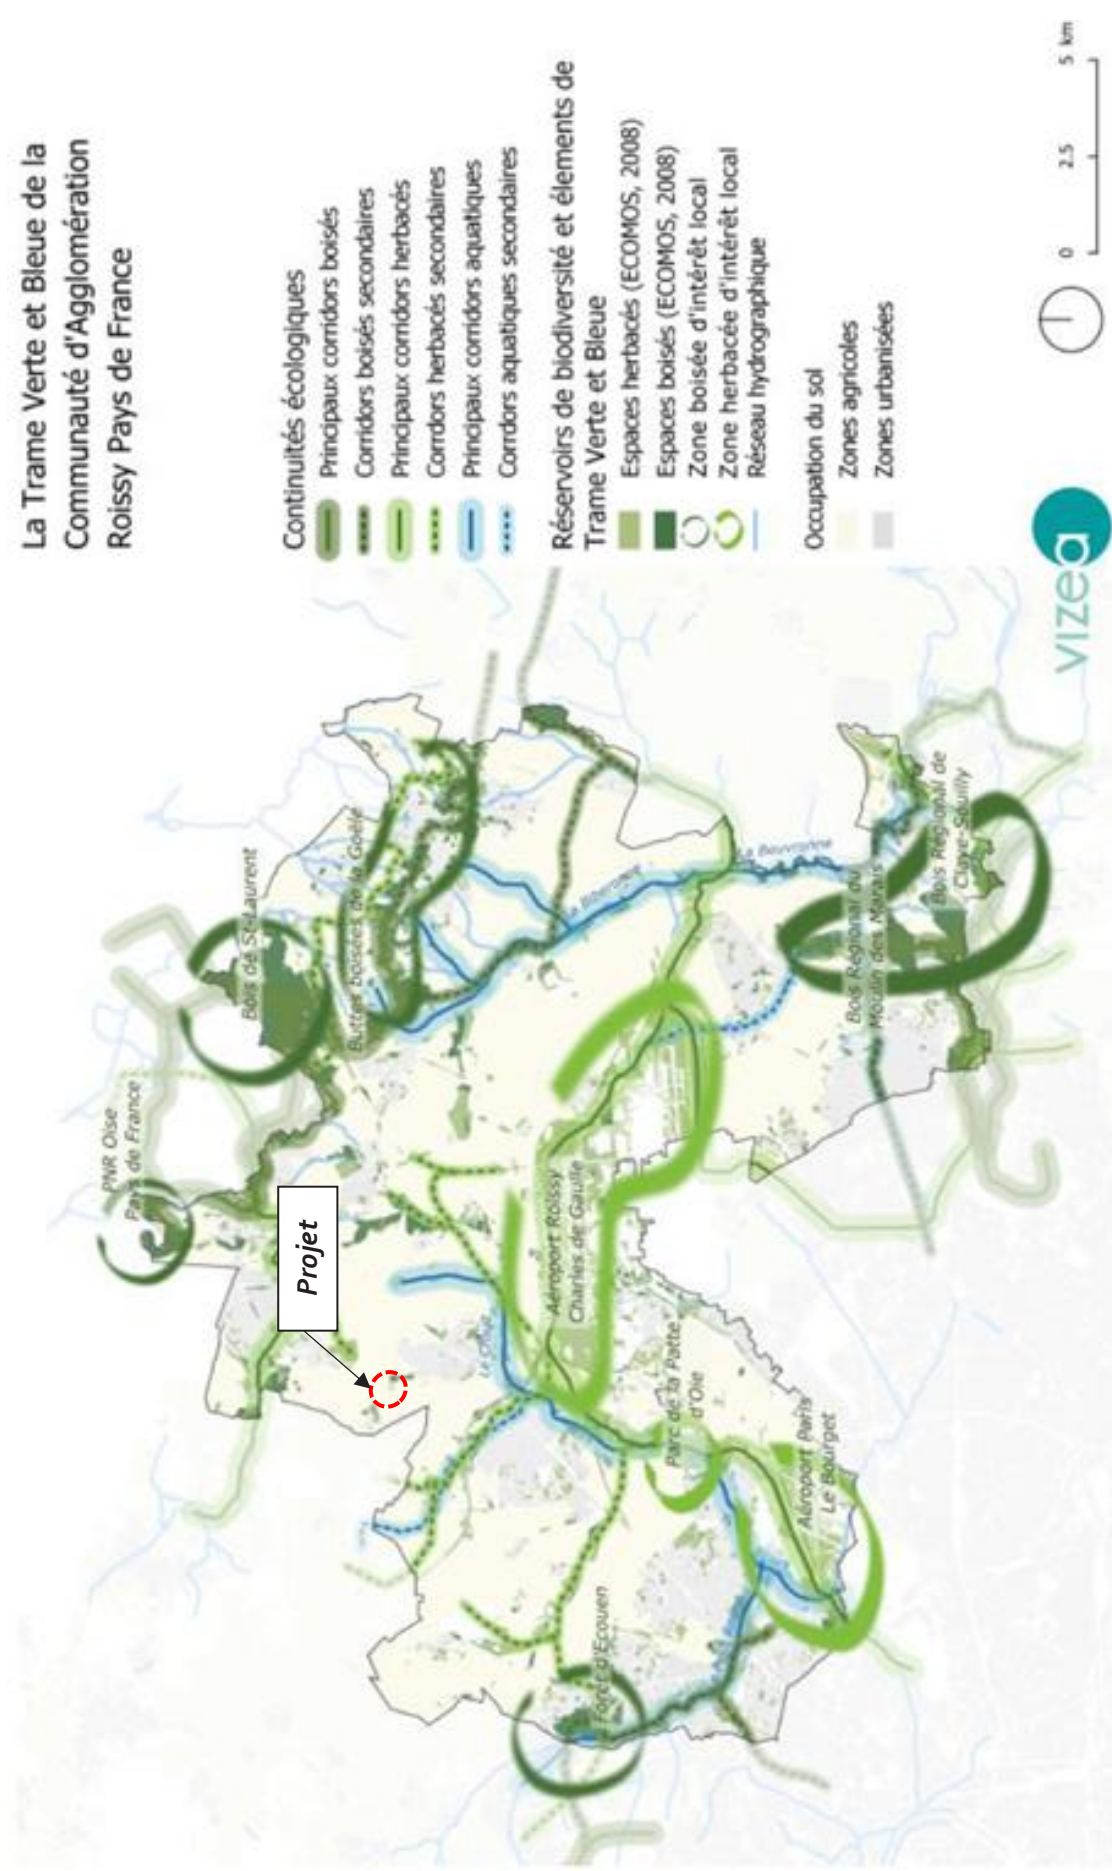 La Trame Verte et Bleue de la
Communauté d'Agglomération
Roissy Pays de France
Continuités écologiques
Principaux corridors boisés
Corridors boisés secondaires
Principaux corridors herbacés
Corrdors herbacés secondaires
Principaux corridors aquatiques
Corrdors aquatiques secondaires
Réservoirs de biodiversité et élements de
Trame Verte et Bleue
Espaces herbacés (ECOMOS, 2008)
Espaces boisés (ECOMOS, 2008)
Zone boisée d'intérêt local
Zone herbacée d'intérêt local
Réseau hydrographique
Occupation du sol
Zones agricoles
Zones urbanisées
0 2.5 5 km
vizea
PNR Oise
Pays de France
Bois de St Laurent
Buttes boisées de la Goële
Projet
Aéroport Roissy
Charles de Gaulle
Parc de la Patte
d'Oie
Aéroport Paris
Le Bourget
Forêt d'Ecouen
La Beuvronne
Bois Régional du
Moulin des Marais
Bois Régional de
Claye-Souilly